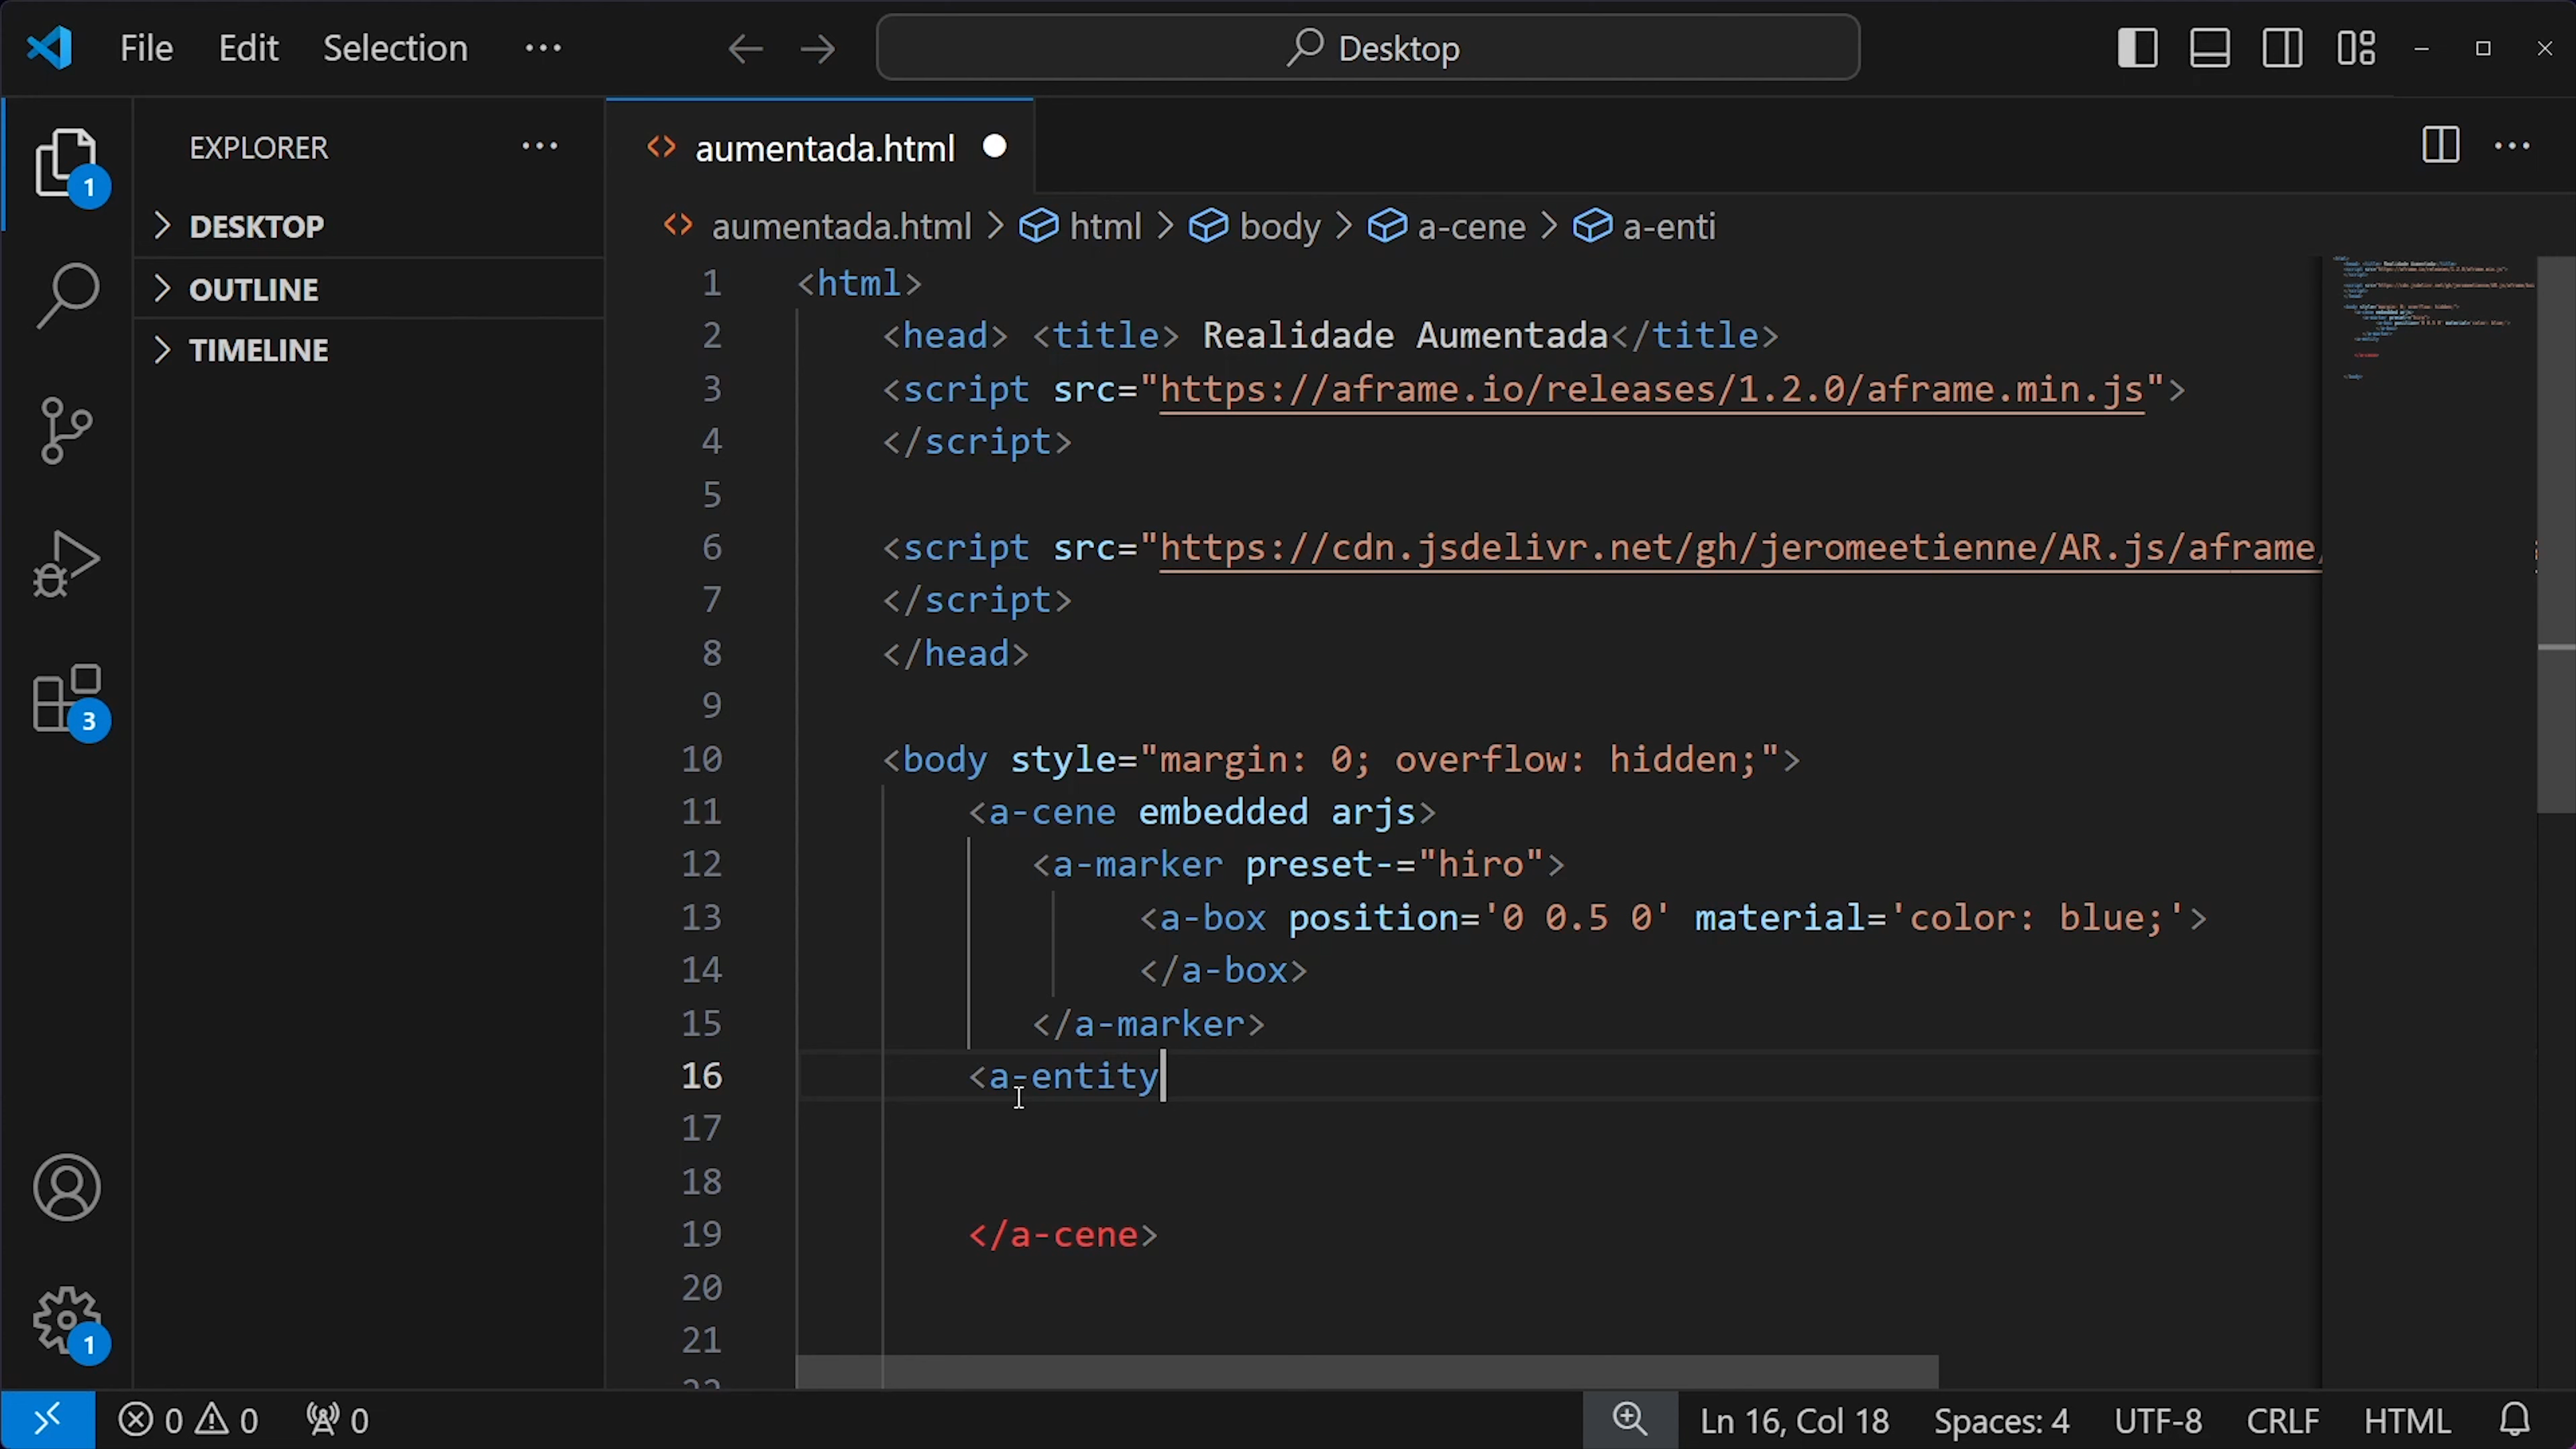 File Edit Selection ··· Desktop
EXPLORER ···
1
DESKTOP
OUTLINE
TIMELINE
3
1
aumentada.html
aumentada.html > html > body > a-cene > a-enti
1 <html>
2 <head> <title> Realidade Aumentada</title>
3 <script src="https://aframe.io/releases/1.2.0/aframe.min.js">
4 </script>
5
6 <script src="https://cdn.jsdelivr.net/gh/jeromeetienne/AR.js/aframe/
7 </script>
8 </head>
9
10 <body style="margin: 0; overflow: hidden;">
11 <a-cene embedded arjs>
12 <a-marker preset-="hiro">
13 <a-box position='0 0.5 0' material='color: blue;'>
14 </a-box>
15 </a-marker>
16 <a-entity
17
18
19 </a-cene>
20
21
0 0 0 Ln 16, Col 18 Spaces: 4 UTF-8 CRLF HTML